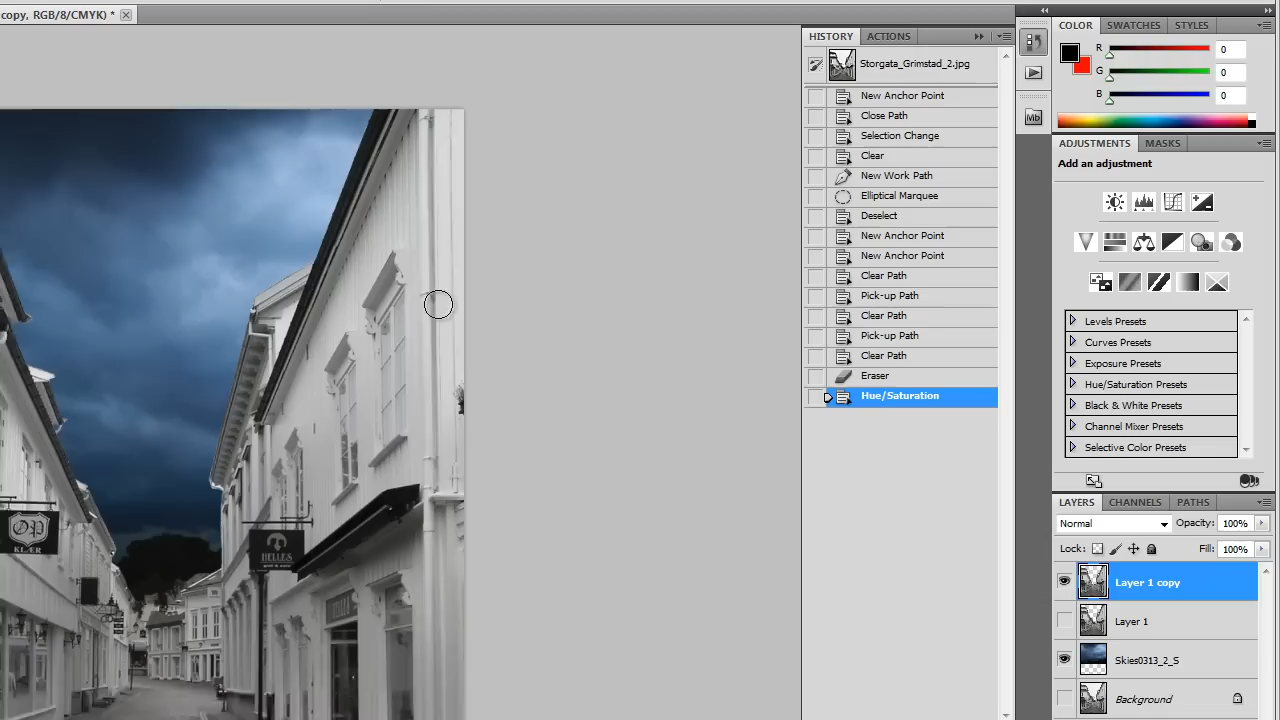 copy, RGB/8/CMYK) *
HISTORY
ACTIONS
Storgata_Grimstad_2.jpg
New Anchor Point
Close Path
Selection Change
Clear
New Work Path
Elliptical Marquee
Deselect
New Anchor Point
New Anchor Point
Clear Path
Pick-up Path
Clear Path
Pick-up Path
Clear Path
Eraser
Hue/Saturation
Mb
COLOR
SWATCHES
STYLES
R
0
G
0
B
0
ADJUSTMENTS
MASKS
Add an adjustment
Levels Presets
Curves Presets
Exposure Presets
Hue/Saturation Presets
Black & White Presets
Channel Mixer Presets
Selective Color Presets
LAYERS
CHANNELS
PATHS
Normal
Opacity:
100%
Lock:
Fill:
100%
Layer 1 copy
Layer 1
Skies0313_2_S
Background
ØP
KLÆR
HELLES